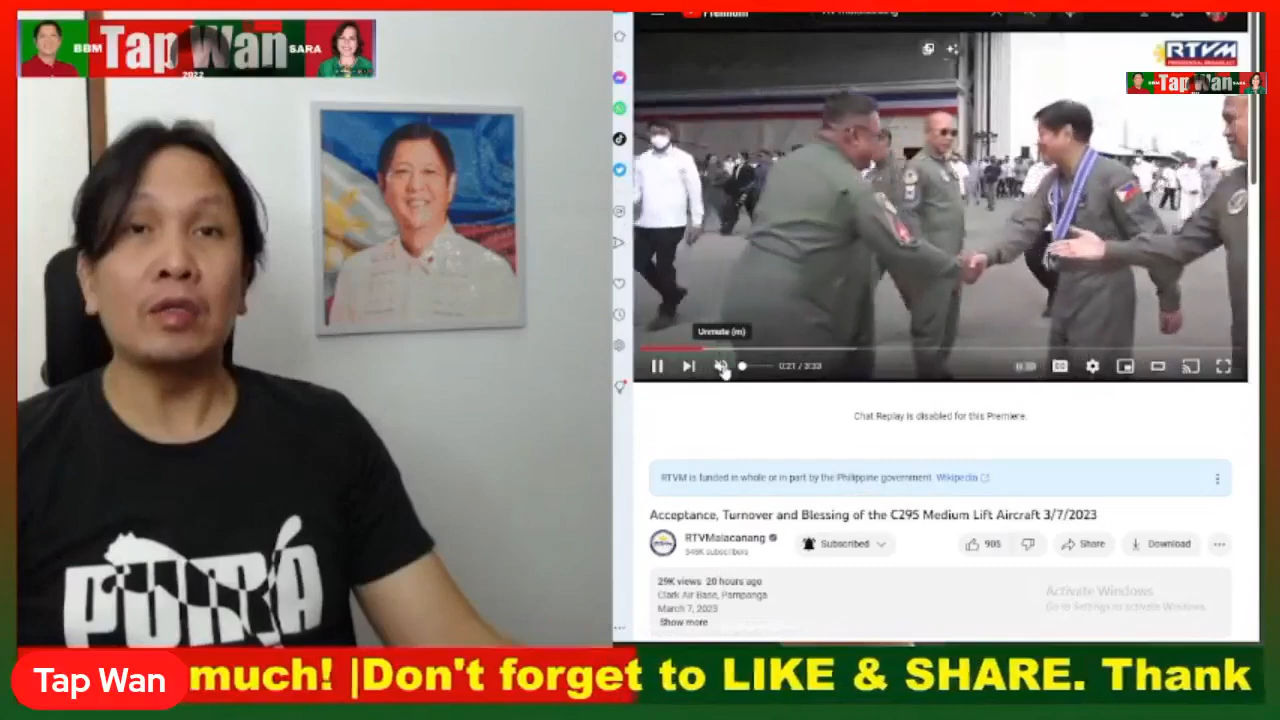 BBM Tap Wan SARA
2022
Premium
RTVM
Tap Wan
Unmute (m)
0:21 / 3:33
Chat Replay is disabled for this Premiere.
RTVM is funded in whole or in part by the Philippine government. Wikipedia
Acceptance, Turnover and Blessing of the C295 Medium Lift Aircraft 3/7/2023
RTVMalacanang
Subscribed
905
Share
Download
29K views 20 hours ago
Clark Air Base, Pampanga
March 7, 2023
Show more
Activate Windows
Go to Settings to activate Windows.
PUMA
Tap Wan
much! |Don't forget to LIKE & SHARE. Thank